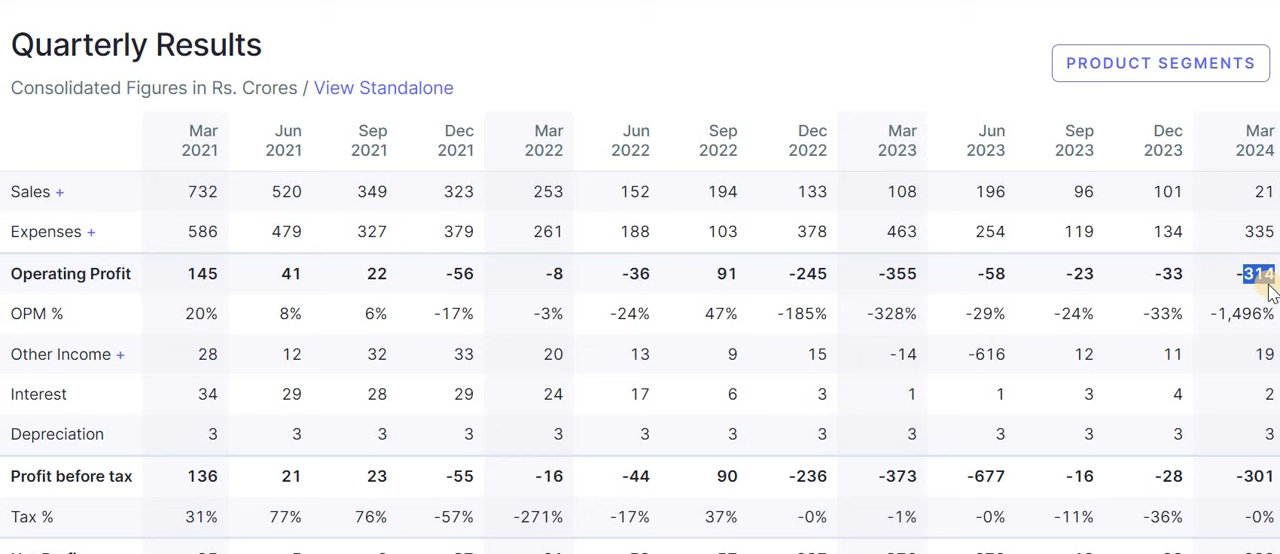 Quarterly Results
PRODUCT SEGMENTS
Consolidated Figures in Rs. Crores / View Standalone
Mar 2021 Jun 2021 Sep 2021 Dec 2021 Mar 2022 Jun 2022 Sep 2022 Dec 2022 Mar 2023 Jun 2023 Sep 2023 Dec 2023 Mar 2024
Sales + 732 520 349 323 253 152 194 133 108 196 96 101 21
Expenses + 586 479 327 379 261 188 103 378 463 254 119 134 335
Operating Profit 145 41 22 -56 -8 -36 91 -245 -355 -58 -23 -33 -314
OPM % 20% 8% 6% -17% -3% -24% 47% -185% -328% -29% -24% -33% -1,496%
Other Income + 28 12 32 33 20 13 9 15 -14 -616 12 11 19
Interest 34 29 28 29 24 17 6 3 1 1 3 4 2
Depreciation 3 3 3 3 3 3 3 3 3 3 3 3 3
Profit before tax 136 21 23 -55 -16 -44 90 -236 -373 -677 -16 -28 -301
Tax % 31% 77% 76% -57% -271% -17% 37% -0% -1% -0% -11% -36% -0%